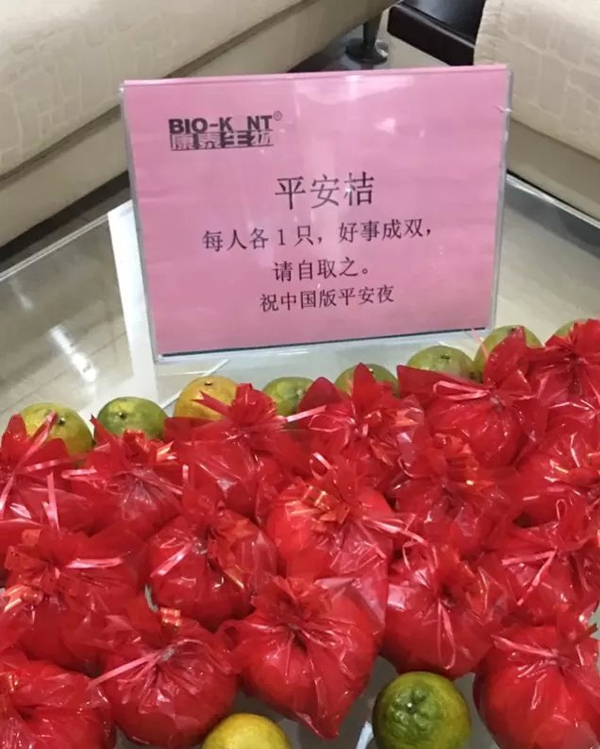 BIO-K NT®
平安桔
每人各1只，好事成双，
请自取之。
祝中国版平安夜